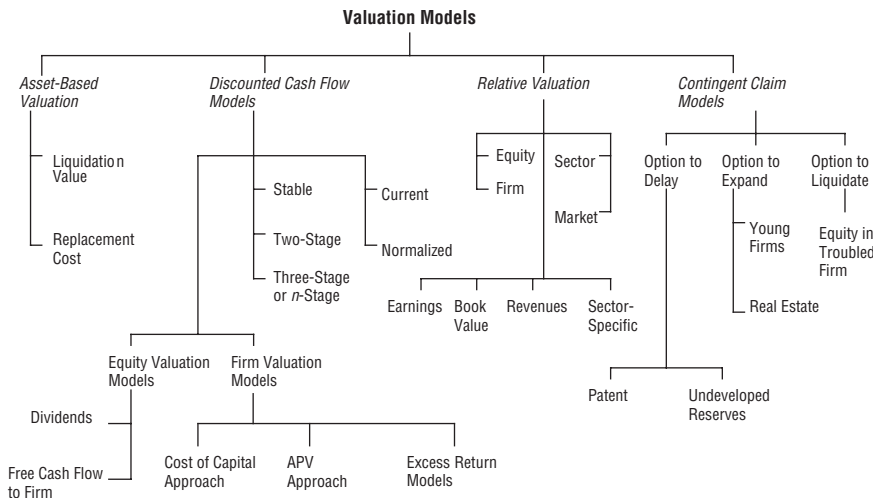 Valuation Models
Asset-Based
Valuation
Discounted Cash Flow
Models
Relative Valuation
Contingent Claim
Models
Liquidation
Value
Replacement
Cost
Stable
Two-Stage
Three-Stage
or n-Stage
Current
Normalized
Equity
Firm
Sector
Market
Option to
Delay
Option to
Expand
Option to
Liquidate
Young
Firms
Real Estate
Equity in
Troubled
Firm
Earnings
Book
Value
Revenues
Sector-
Specific
Equity Valuation
Models
Firm Valuation
Models
Patent
Undeveloped
Reserves
Dividends
Free Cash Flow
to Firm
Cost of Capital
Approach
APV
Approach
Excess Return
Models